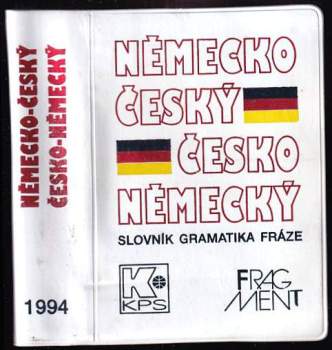 NĚMECKO-ČESKÝ
ČESKO-NĚMECKÝ
1994
NĚMECKO
ČESKÝ
ČESKO
NĚMECKÝ
SLOVNÍK GRAMATIKA FRÁZE
K
KPS
FRAG
MENT